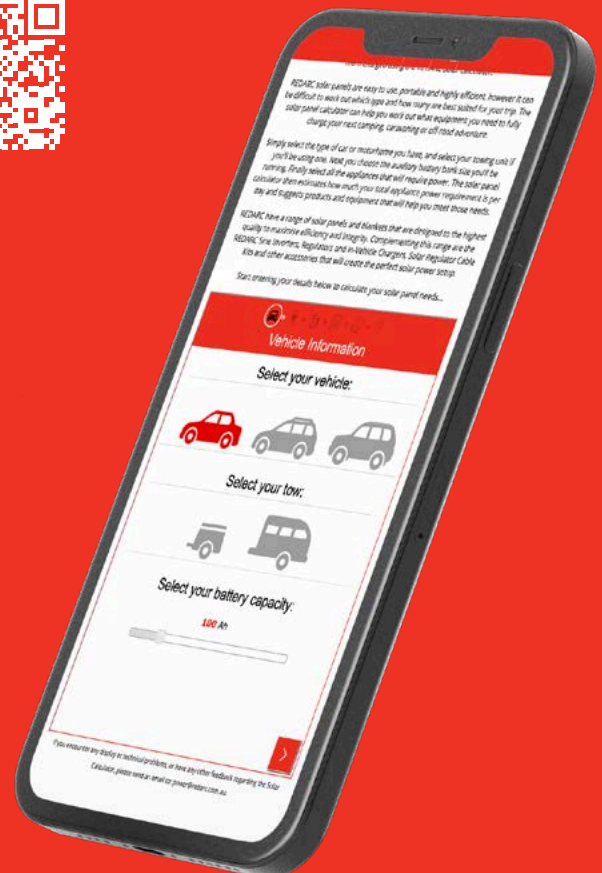 REDARC solar panels are easy to use, portable and highly efficient, however it can
be difficult to work out which type and how many are best suited for your trip. The
solar panel calculator can help you work out what equipment you need to fully
charge your next camping, caravaning or off road adventure.
Simply select the type of car or motorhome you have, and select your towing unit if
you'll be using one. Next you choose the auxiliary battery bank size you'll be
running. Finally select all the appliances that will require power. The solar panel
calculator then estimates how much your total appliance power requirement is per
day and suggests products and equipment that will help you meet those needs.
REDARC have a range of solar panels and blankets that are designed to the highest
quality to maximise efficiency and integrity. Complementing this range are the
REDARC Sine Inverters, Regulators and In-Vehicle Chargers, Solar Regulator Cable
Kits and other accessories that will create the perfect solar power setup.
Start entering your details below to calculate your solar panel needs...
Vehicle Information
Select your vehicle:
Select your tow:
Select your battery capacity:
100 Ah
If you encounter any display or technical problems, or have any other feedback regarding the Solar
Calculator, please send an email to: power@redarc.com.au